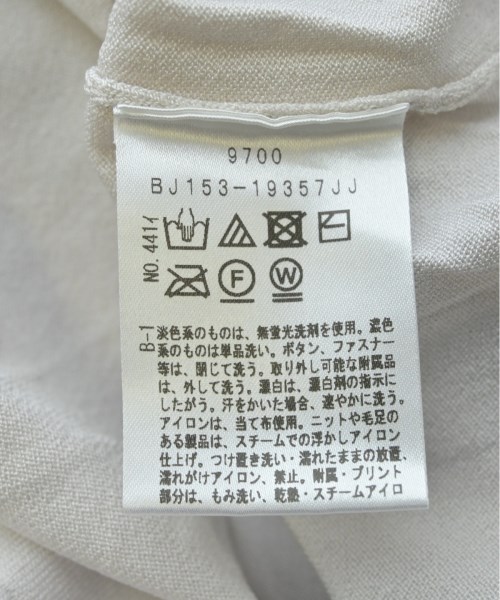 9700
BJ153-19357JJ
NO. 441イ
F W
B-1
淡色系のものは、無蛍光洗剤を使用。濃色
系のものは単品洗い。ボタン、ファスナー
等は、閉じて洗う。取り外し可能な附属品
は、外して洗う。漂白は、漂白剤の指示に
したがう。汗をかいた場合、速やかに洗う。
アイロンは、当て布使用。ニットや毛足の
ある製品は、スチームでの浮かしアイロン
仕上げ。つけ置き洗い・濡れたままの放置、
濡れがけアイロン、禁止。附属・プリント
部分は、もみ洗い、乾熱・スチームアイロ